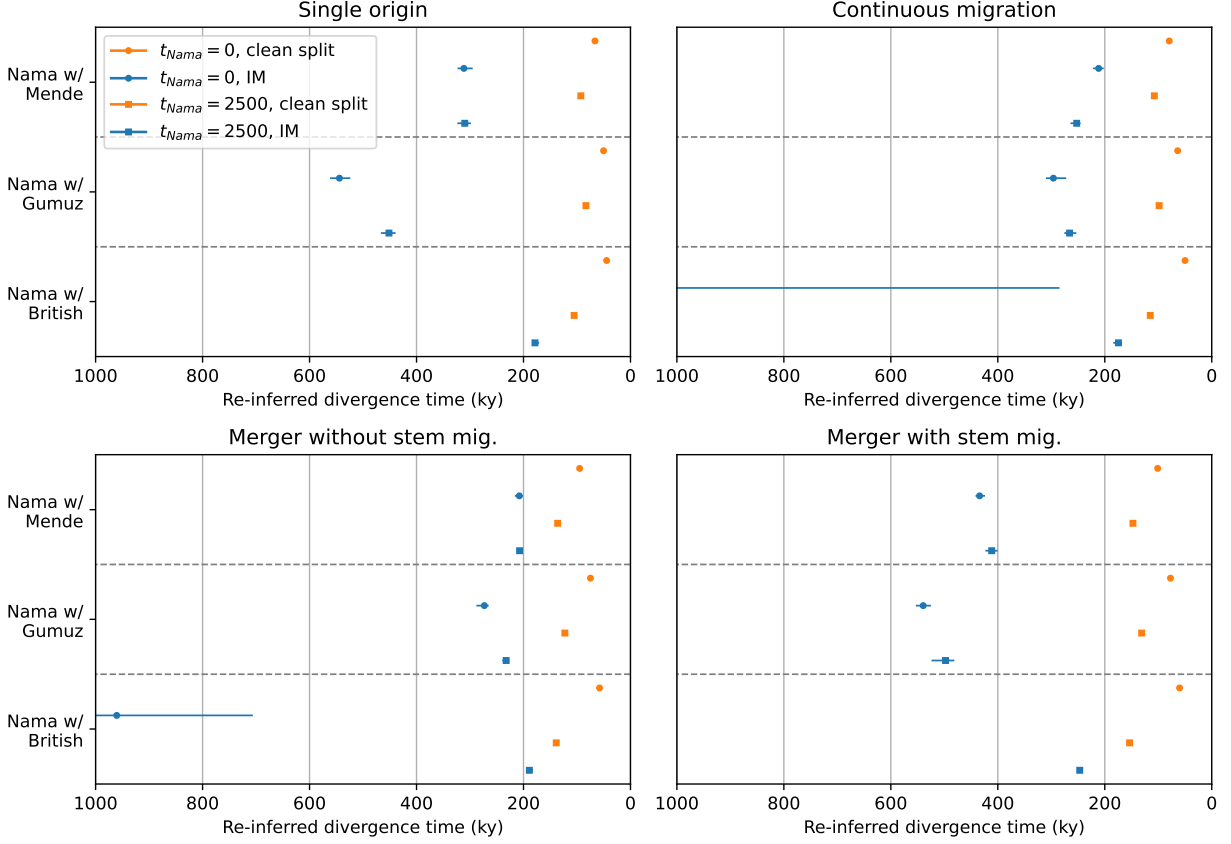 Single origin
Continuous migration
Nama w/
Mende
Nama w/
Gumuz
Nama w/
British
t_Nama = 0, clean split
t_Nama = 0, IM
t_Nama = 2500, clean split
t_Nama = 2500, IM
1000 800 600 400 200 0
1000 800 600 400 200 0
Re-inferred divergence time (ky)
Re-inferred divergence time (ky)
Merger without stem mig.
Merger with stem mig.
Nama w/
Mende
Nama w/
Gumuz
Nama w/
British
1000 800 600 400 200 0
1000 800 600 400 200 0
Re-inferred divergence time (ky)
Re-inferred divergence time (ky)